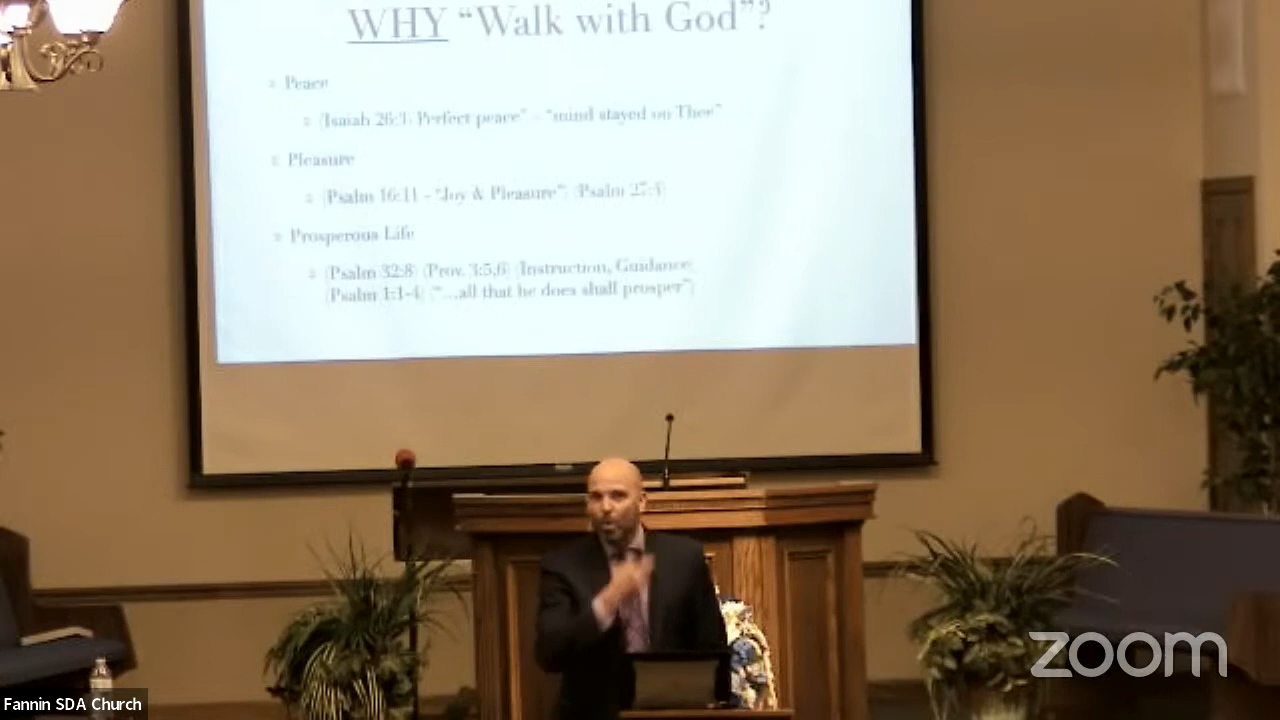 WHY “Walk with God”?
Peace
(Isaiah 26:3) Perfect peace” - “mind stayed on Thee”
Pleasure
(Psalm 16:11 - “Joy & Pleasure”) (Psalm 27:4)
Prosperous Life
(Psalm 32:8) (Prov. 3:5,6) (Instruction, Guidance)
(Psalm 1:1-4) (“...all that he does shall prosper”)
zoom
Fannin SDA Church